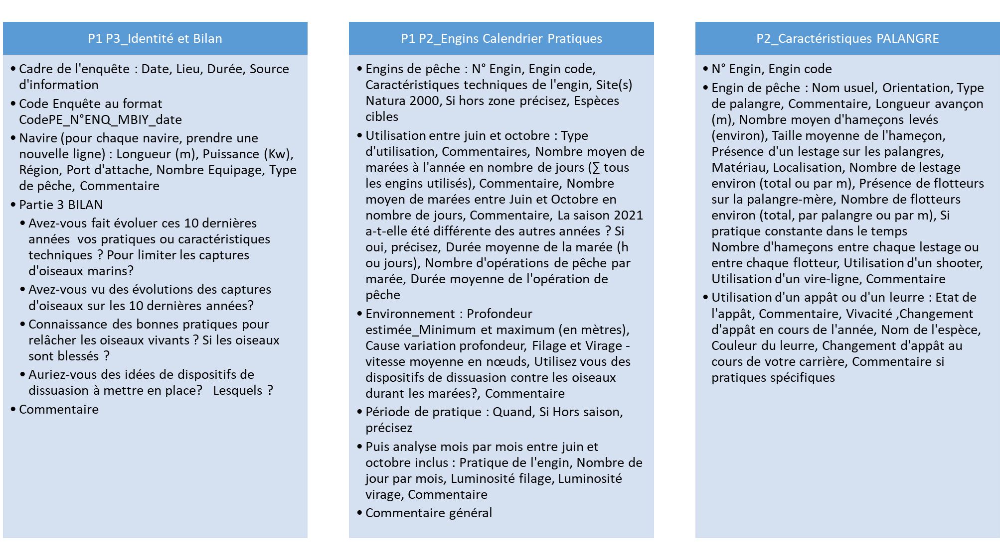 P1 P3_Identité et Bilan
• Cadre de l'enquête : Date, Lieu, Durée, Source
d'information
• Code Enquête au format
CodePE_N°ENQ_MBIY_date
• Navire (pour chaque navire, prendre une
nouvelle ligne) : Longueur (m), Puissance (Kw),
Région, Port d'attache, Nombre Equipage, Type
de pêche, Commentaire
• Partie 3 BILAN
• Avez-vous fait évoluer ces 10 dernières
années  vos pratiques ou caractéristiques
techniques ? Pour limiter les captures
d'oiseaux marins?
• Avez-vous vu des évolutions des captures
d'oiseaux sur les 10 dernières années?
• Connaissance des bonnes pratiques pour
relâcher les oiseaux vivants ? Si les oiseaux
sont blessés ?
• Auriez-vous des idées de dispositifs de
dissuasion à mettre en place?   Lesquels ?
• Commentaire
P1 P2_Engins Calendrier Pratiques
• Engins de pêche : N° Engin, Engin code,
Caractéristiques techniques de l'engin, Site(s)
Natura 2000, Si hors zone précisez, Espèces
cibles
• Utilisation entre juin et octobre : Type
d'utilisation, Commentaires, Nombre moyen de
marées à l'année en nombre de jours (∑ tous
les engins utilisés), Commentaire, Nombre
moyen de marées entre Juin et Octobre en
nombre de jours, Commentaire, La saison 2021
a-t-elle été différente des autres années ? Si
oui, précisez, Durée moyenne de la marée (h
ou jours), Nombre d'opérations de pêche par
marée, Durée moyenne de l'opération de
pêche
• Environnement : Profondeur
estimée_Minimum et maximum (en mètres),
Cause variation profondeur, Filage et Virage -
vitesse moyenne en nœuds, Utilisez vous des
dispositifs de dissuasion contre les oiseaux
durant les marées?, Commentaire
• Période de pratique : Quand, Si Hors saison,
précisez
• Puis analyse mois par mois entre juin et
octobre inclus : Pratique de l'engin, Nombre de
jour par mois, Luminosité filage, Luminosité
virage, Commentaire
• Commentaire général
P2_Caractéristiques PALANGRE
• N° Engin, Engin code
• Engin de pêche : Nom usuel, Orientation, Type
de palangre, Commentaire, Longueur avançon
(m), Nombre moyen d'hameçons levés
(environ), Taille moyenne de l'hameçon,
Présence d'un lestage sur les palangres,
Matériau, Localisation, Nombre de lestage
environ (total ou par m), Présence de flotteurs
sur la palangre-mère, Nombre de flotteurs
environ (total, par palangre ou par m), Si
pratique constante dans le temps
Nombre d'hameçons entre chaque lestage ou
entre chaque flotteur, Utilisation d'un shooter,
Utilisation d'un vire-ligne, Commentaire
• Utilisation d'un appât ou d'un leurre : Etat de
l'appât, Commentaire, Vivacité ,Changement
d'appât en cours de l'année, Nom de l'espèce,
Couleur du leurre, Changement d'appât au
cours de votre carrière, Commentaire si
pratiques spécifiques